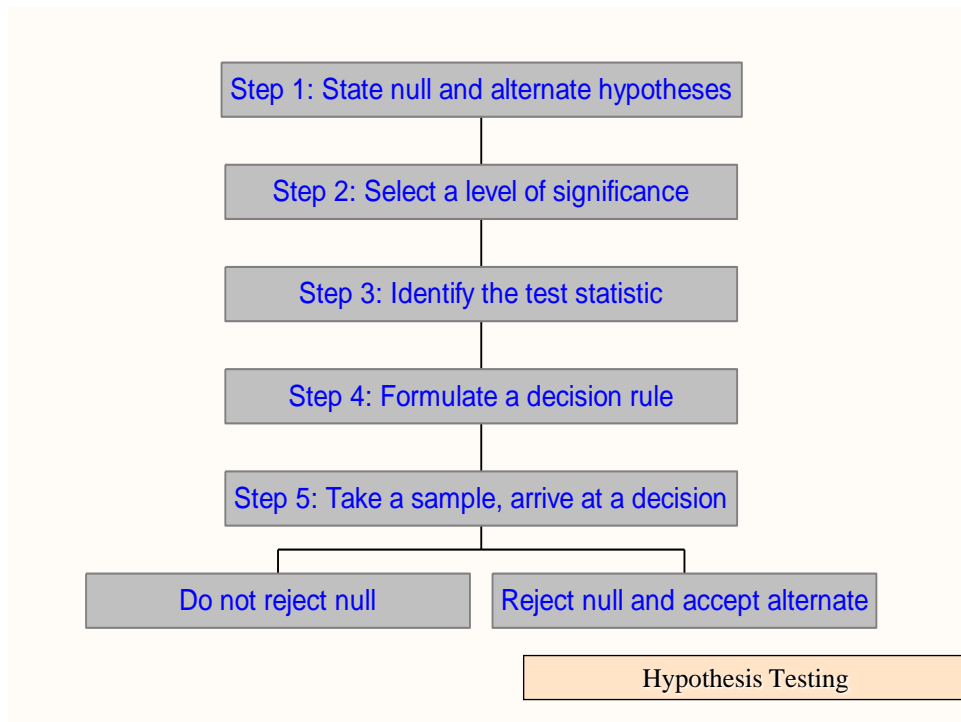 Step 1: State null and alternate hypotheses
Step 2: Select a level of significance
Step 3: Identify the test statistic
Step 4: Formulate a decision rule
Step 5: Take a sample, arrive at a decision
Do not reject null
Reject null and accept alternate
Hypothesis Testing